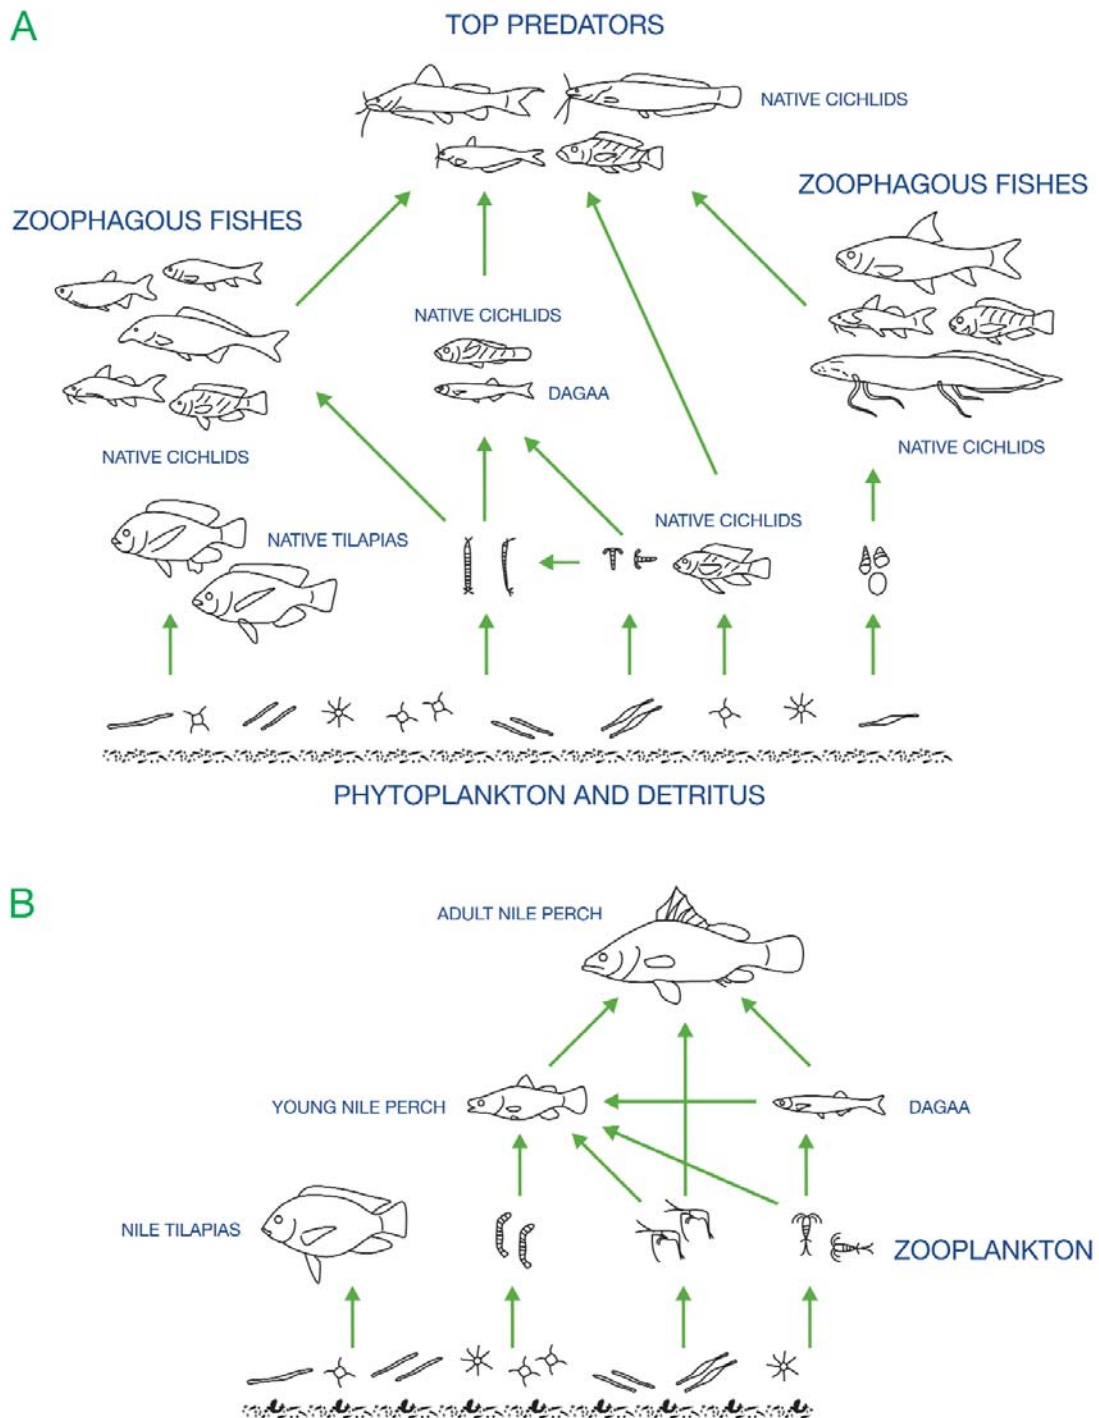 A
TOP PREDATORS
NATIVE CICHLIDS
ZOOPHAGOUS FISHES
ZOOPHAGOUS FISHES
NATIVE CICHLIDS
DAGAA
NATIVE CICHLIDS
NATIVE CICHLIDS
NATIVE CICHLIDS
NATIVE TILAPIAS
PHYTOPLANKTON AND DETRITUS
B
ADULT NILE PERCH
YOUNG NILE PERCH
DAGAA
NILE TILAPIAS
ZOOPLANKTON